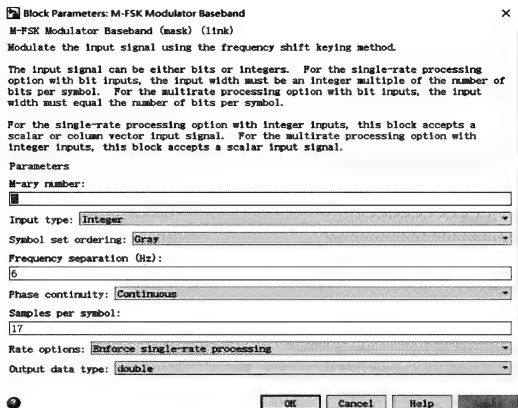 Block Parameters: M-FSK Modulator Baseband
M-FSK Modulator Baseband (mask) (link)
Modulate the input signal using the frequency shift keying method.
The input signal can be either bits or integers. For the single-rate processing
option with bit inputs, the input width must be an integer multiple of the number of
bits per symbol. For the multirate processing option with bit inputs, the input
width must equal the number of bits per symbol.
For the single-rate processing option with integer inputs, this block accepts a
scalar or column vector input signal. For the multirate processing option with
integer inputs, this block accepts a scalar input signal.
Parameters
M-ary number:
Input type: Integer
Symbol set ordering: Gray
Frequency separation (Hz):
6
Phase continuity: Continuous
Samples per symbol:
17
Rate options: Enforce single-rate processing
Output data type: double
OK Cancel Help Apply